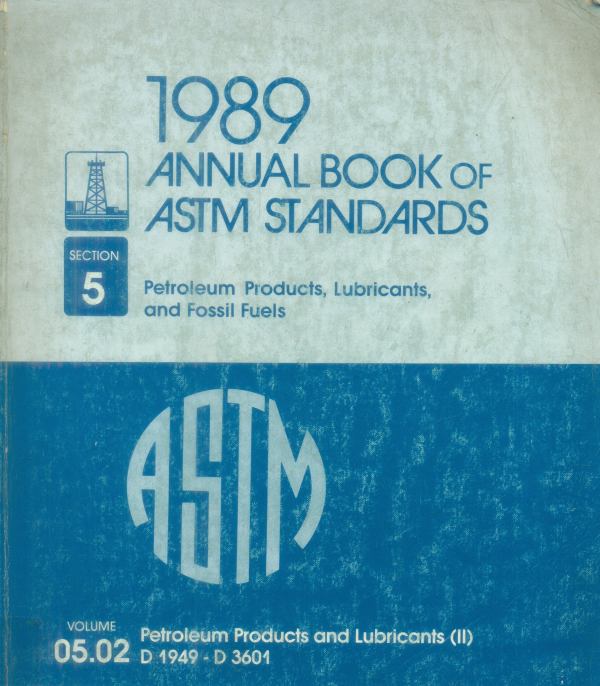 1989
ANNUAL BOOK OF
ASTM STANDARDS
SECTION
5
Petroleum Products, Lubricants,
and Fossil Fuels
ASTM
VOLUME
05.02
Petroleum Products and Lubricants (II)
D 1949 - D 3601